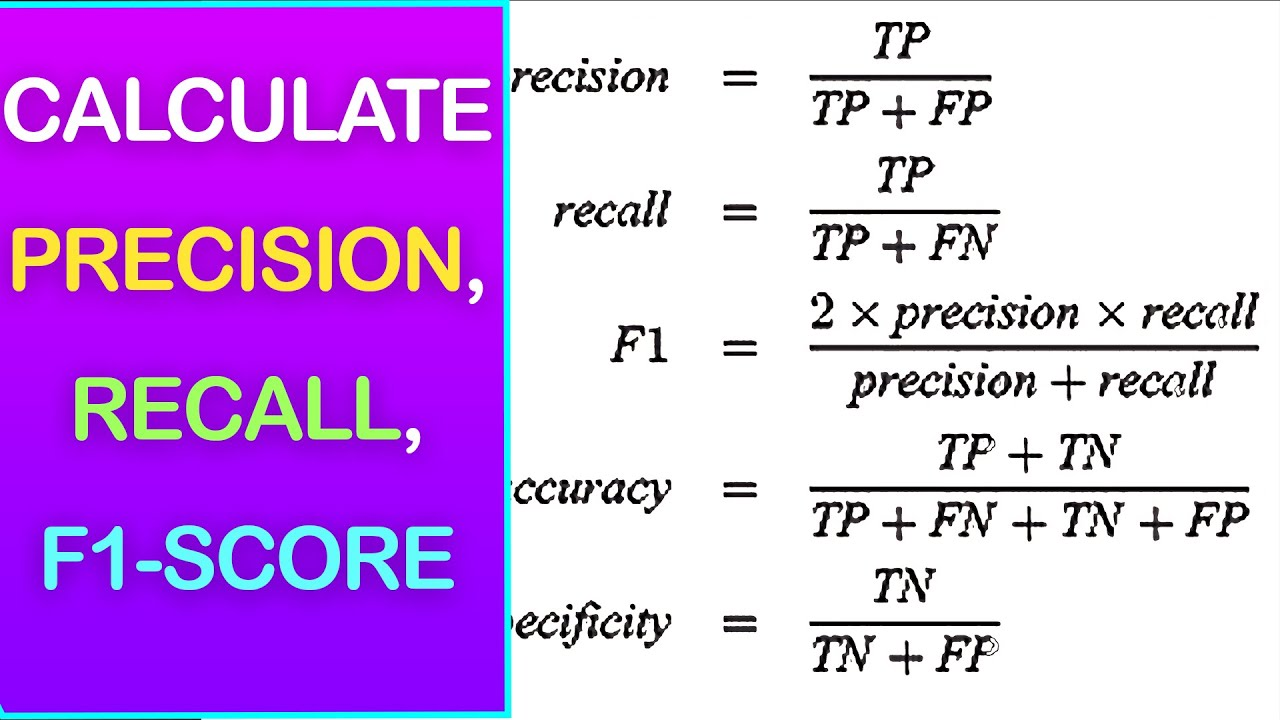 CALCULATE
PRECISION,
RECALL,
F1-SCORE
recision = TP / TP + FP
recall = TP / TP + FN
F1 = 2 × precision × recall / precision + recall
ccuracy = TP + TN / TP + FN + TN + FP
pecificity = TN / TN + FP